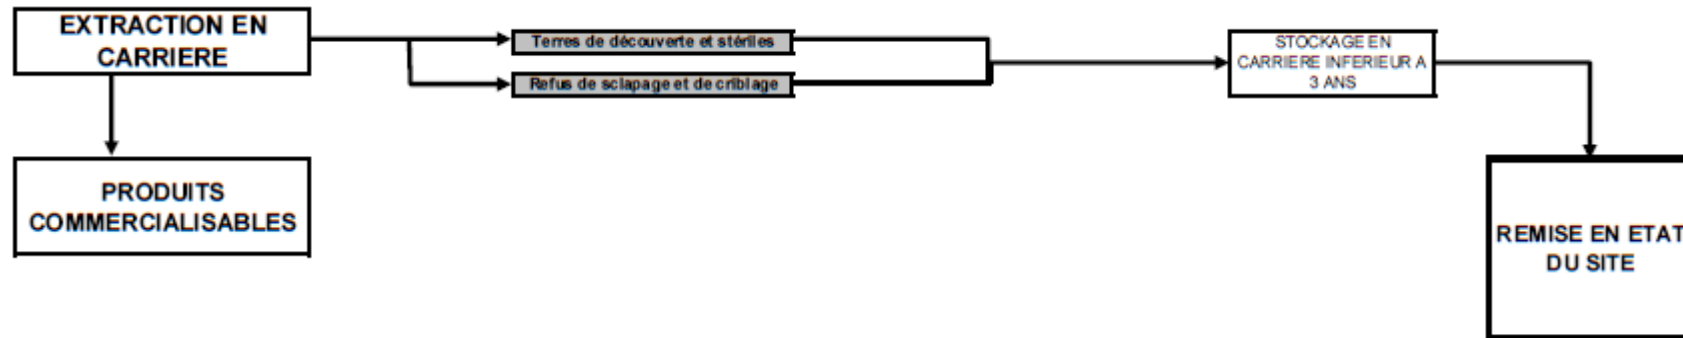 EXTRACTION EN
CARRIERE
Terres de découverte et stériles
Refus de sclapage et de criblage
STOCKAGE EN
CARRIERE INFERIEUR A
3 ANS
PRODUITS
COMMERCIALISABLES
REMISE EN ETAT
DU SITE